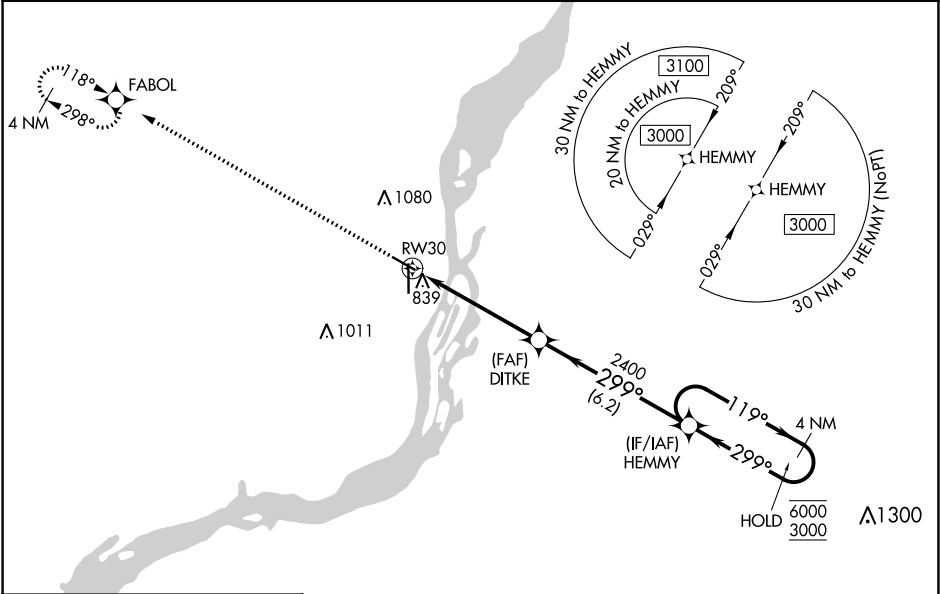 118°
FABOL
298°
4 NM
30 NM to HEMMY
3100
209°
20 NM to HEMMY
3000
HEMMY
029°
209°
HEMMY
3000
029°
30 NM to HEMMY (NoPT)
1080
RW30
839
1011
(FAF)
DITKE
2400
299°
(6.2)
119°
4 NM
(IF/IAF)
HEMMY
299°
HOLD
6000
3000
1300